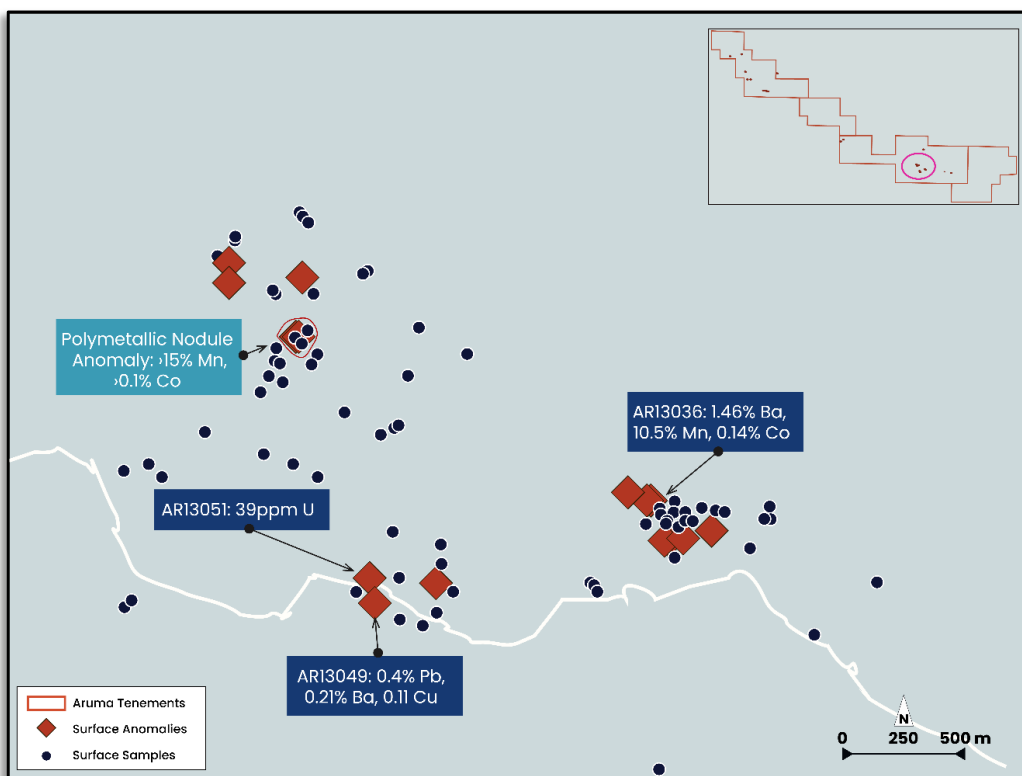 Polymetallic Nodule
Anomaly: ›15% Mn,
›0.1% Co
AR13036: 1.46% Ba,
10.5% Mn, 0.14% Co
AR13051: 39ppm U
AR13049: 0.4% Pb,
0.21% Ba, 0.11 Cu
Aruma Tenements
Surface Anomalies
Surface Samples
N
0 250 500 m